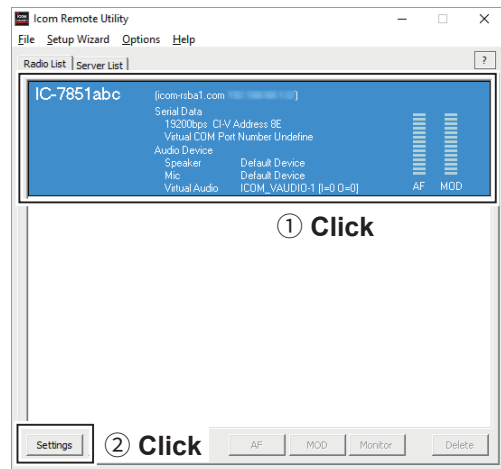 Icom Remote Utility
File Setup Wizard Options Help
Radio List Server List ?
IC-7851abc (icom-rsba1.com )
Serial Data
19200bps CI-V Address 8E
Virtual COM Port Number Undefine
Audio Device
Speaker Default Device
Mic Default Device
Virtual Audio ICOM_VAUDIO-1 [I=0 O=0] AF MOD
① Click
Settings ② Click AF MOD Monitor Delete